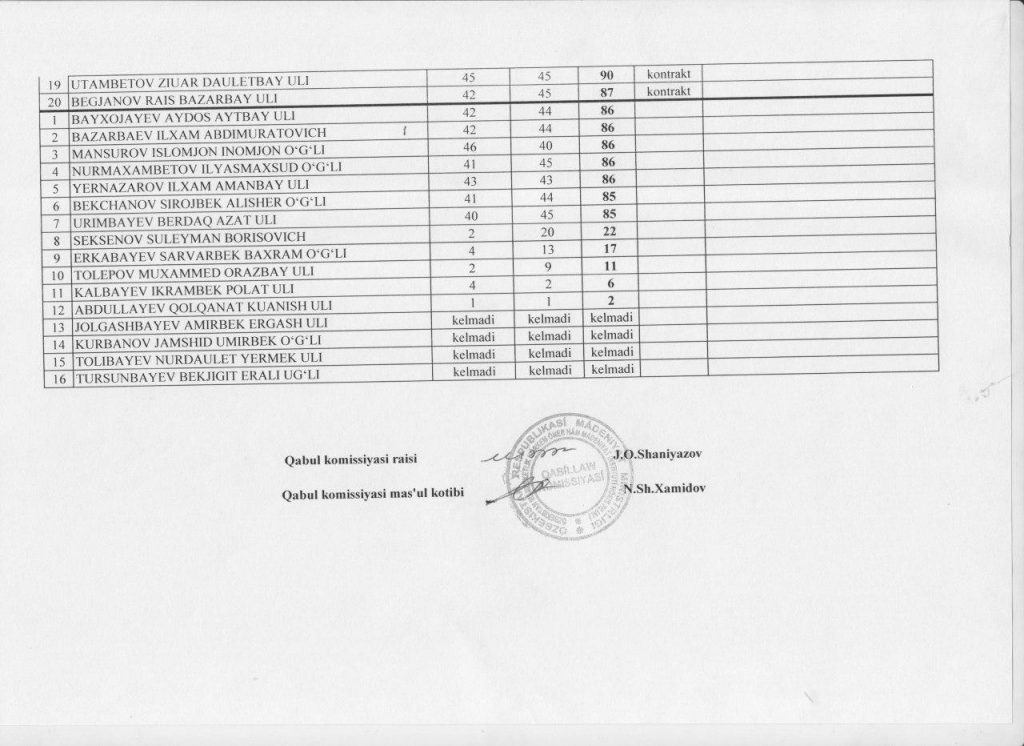 19 UTAMBETOV ZIUAR DAULETBAY ULI 45 45 90 kontrakt
20 BEGJANOV RAIS BAZARBAY ULI 42 45 87 kontrakt
1 BAYXOJAYEV AYDOS AYTBAY ULI 42 44 86
2 BAZARBAEV ILXAM ABDIMURATOVICH 42 44 86
3 MANSUROV ISLOMJON INOMJON O‘G‘LI 46 40 86
4 NURMAXAMBETOV ILYASMAXSUD O‘G‘LI 41 45 86
5 YERNAZAROV ILXAM AMANBAY ULI 43 43 86
6 BEKCHANOV SIROJBEK ALISHER O‘G‘LI 41 44 85
7 URIMBAYEV BERDAQ AZAT ULI 40 45 85
8 SEKSENOV SULEYMAN BORISOVICH 2 20 22
9 ERKABAYEV SARVARBEK BAXRAM O‘G‘LI 4 13 17
10 TOLEPOV MUXAMMED ORAZBAY ULI 2 9 11
11 KALBAYEV IKRAMBEK POLAT ULI 4 2 6
12 ABDULLAYEV QOLQANAT KUANISH ULI 1 1 2
13 JOLGASHBAYEV AMIRBEK ERGASH ULI kelmadi kelmadi kelmadi
14 KURBANOV JAMSHID UMIRBEK O‘G‘LI kelmadi kelmadi kelmadi
15 TOLIBAYEV NURDAULET YERMEK ULI kelmadi kelmadi kelmadi
16 TURSUNBAYEV BEKJIGIT ERALI UG‘LI kelmadi kelmadi kelmadi
Qabul komissiyasi raisi J.O.Shaniyazov
Qabul komissiyasi mas'ul kotibi N.Sh.Xamidov
QABILLAW
KOMISSIYASÍ